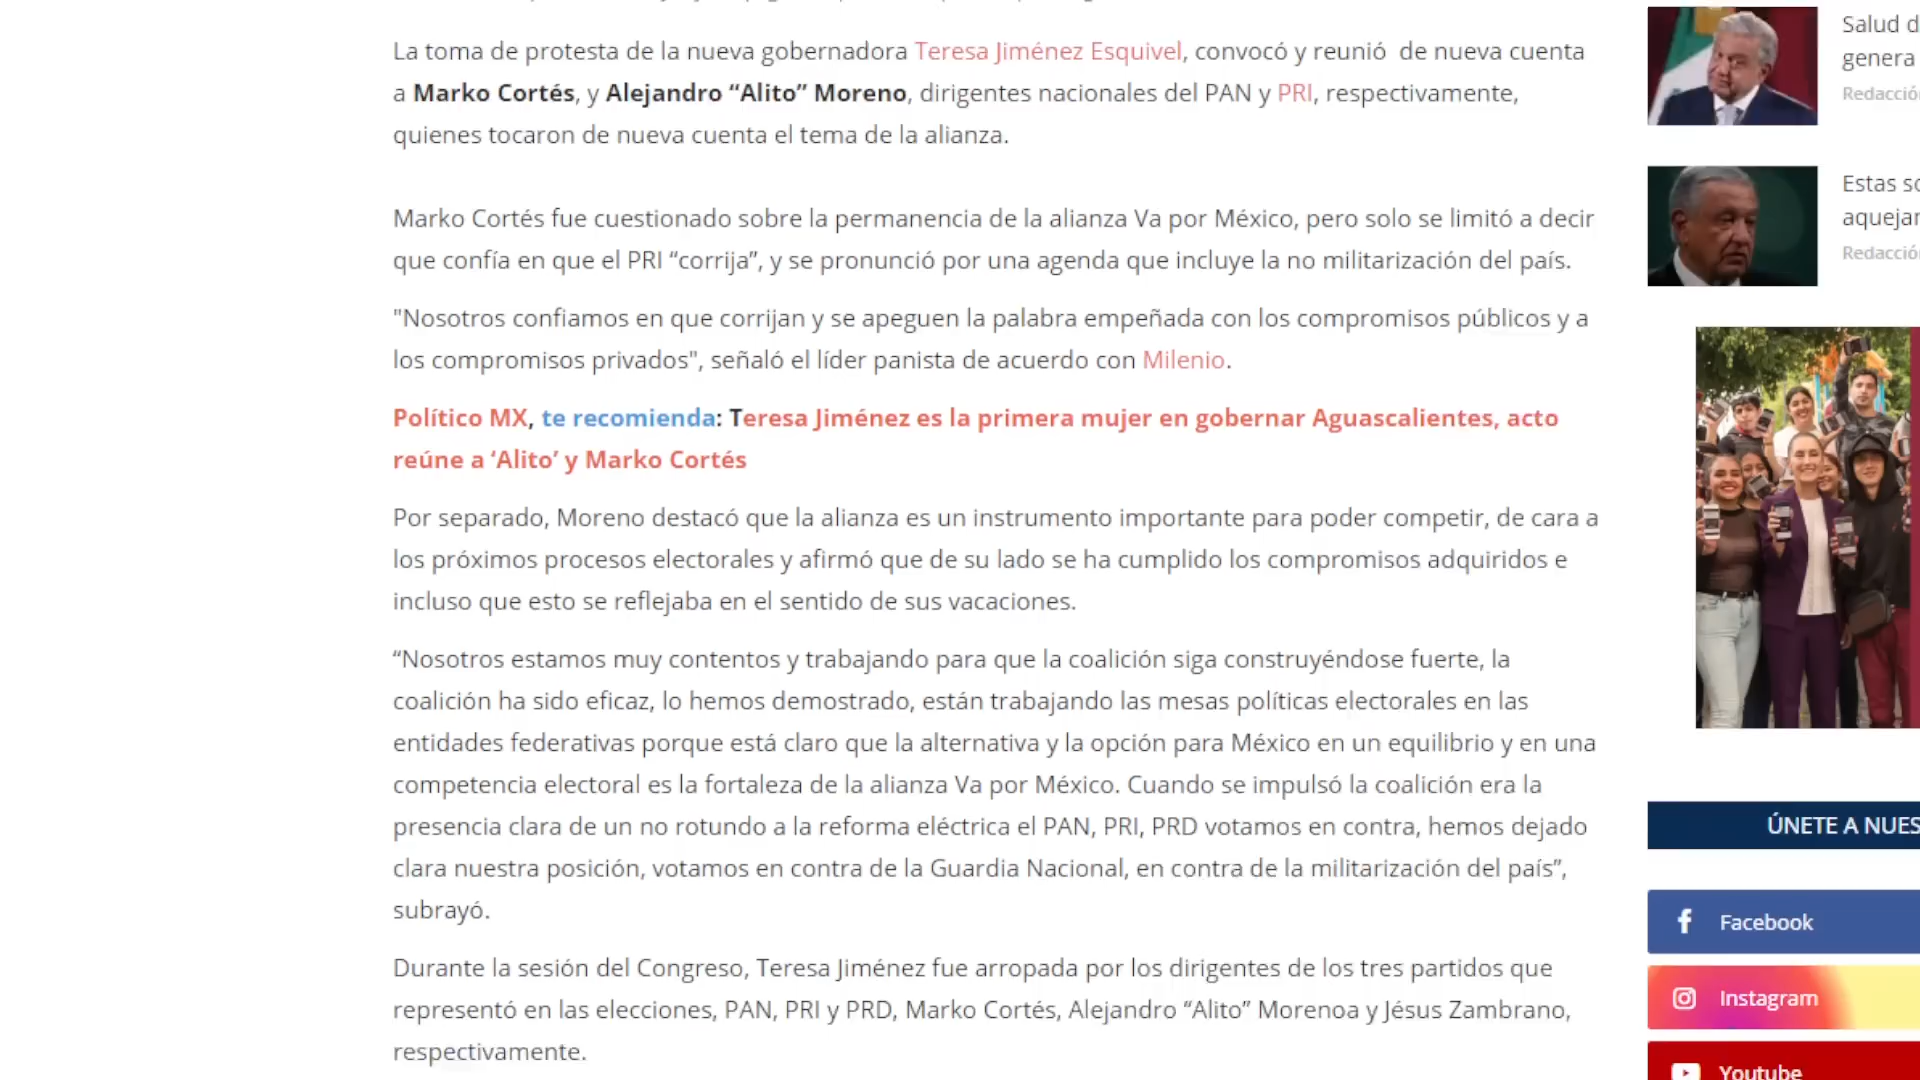 La toma de protesta de la nueva gobernadora Teresa Jiménez Esquivel, convocó y reunió de nueva cuenta
a Marko Cortés, y Alejandro “Alito” Moreno, dirigentes nacionales del PAN y PRI, respectivamente,
quienes tocaron de nueva cuenta el tema de la alianza.
Marko Cortés fue cuestionado sobre la permanencia de la alianza Va por México, pero solo se limitó a decir
que confía en que el PRI “corrija”, y se pronunció por una agenda que incluye la no militarización del país.
"Nosotros confiamos en que corrijan y se apeguen la palabra empeñada con los compromisos públicos y a
los compromisos privados", señaló el líder panista de acuerdo con Milenio.
Político MX, te recomienda: Teresa Jiménez es la primera mujer en gobernar Aguascalientes, acto
reúne a ‘Alito’ y Marko Cortés
Por separado, Moreno destacó que la alianza es un instrumento importante para poder competir, de cara a
los próximos procesos electorales y afirmó que de su lado se ha cumplido los compromisos adquiridos e
incluso que esto se reflejaba en el sentido de sus vacaciones.
“Nosotros estamos muy contentos y trabajando para que la coalición siga construyéndose fuerte, la
coalición ha sido eficaz, lo hemos demostrado, están trabajando las mesas políticas electorales en las
entidades federativas porque está claro que la alternativa y la opción para México en un equilibrio y en una
competencia electoral es la fortaleza de la alianza Va por México. Cuando se impulsó la coalición era la
presencia clara de un no rotundo a la reforma eléctrica el PAN, PRI, PRD votamos en contra, hemos dejado
clara nuestra posición, votamos en contra de la Guardia Nacional, en contra de la militarización del país”,
subrayó.
Durante la sesión del Congreso, Teresa Jiménez fue arropada por los dirigentes de los tres partidos que
representó en las elecciones, PAN, PRI y PRD, Marko Cortés, Alejandro “Alito” Morenoa y Jésus Zambrano,
respectivamente.
Salud d
genera
Redacció
Estas so
aquejar
Redacció
ÚNETE A NUES
Facebook
Instagram
Youtube